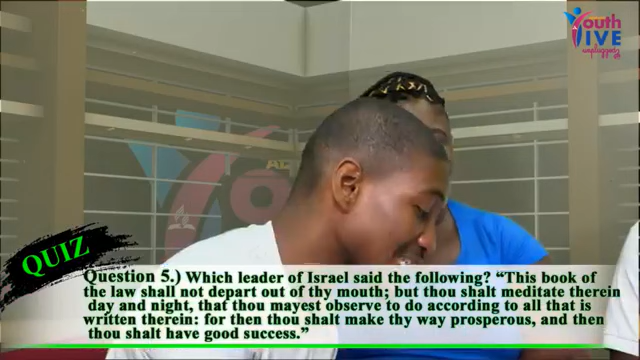 Youth
VIVE
unplugged
QUIZ
Question 5.) Which leader of Israel said the following? “This book of
the law shall not depart out of thy mouth; but thou shalt meditate therein
day and night, that thou mayest observe to do according to all that is
written therein: for then thou shalt make thy way prosperous, and then
thou shalt have good success.”